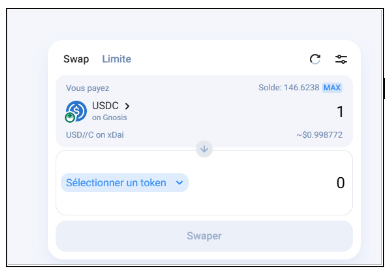 Swap Limite
Vous payez Solde: 146.6238 MAX
USDC 1
on Gnosis
USD//C on xDai ~$0.998772
Sélectionner un token 0
Swaper